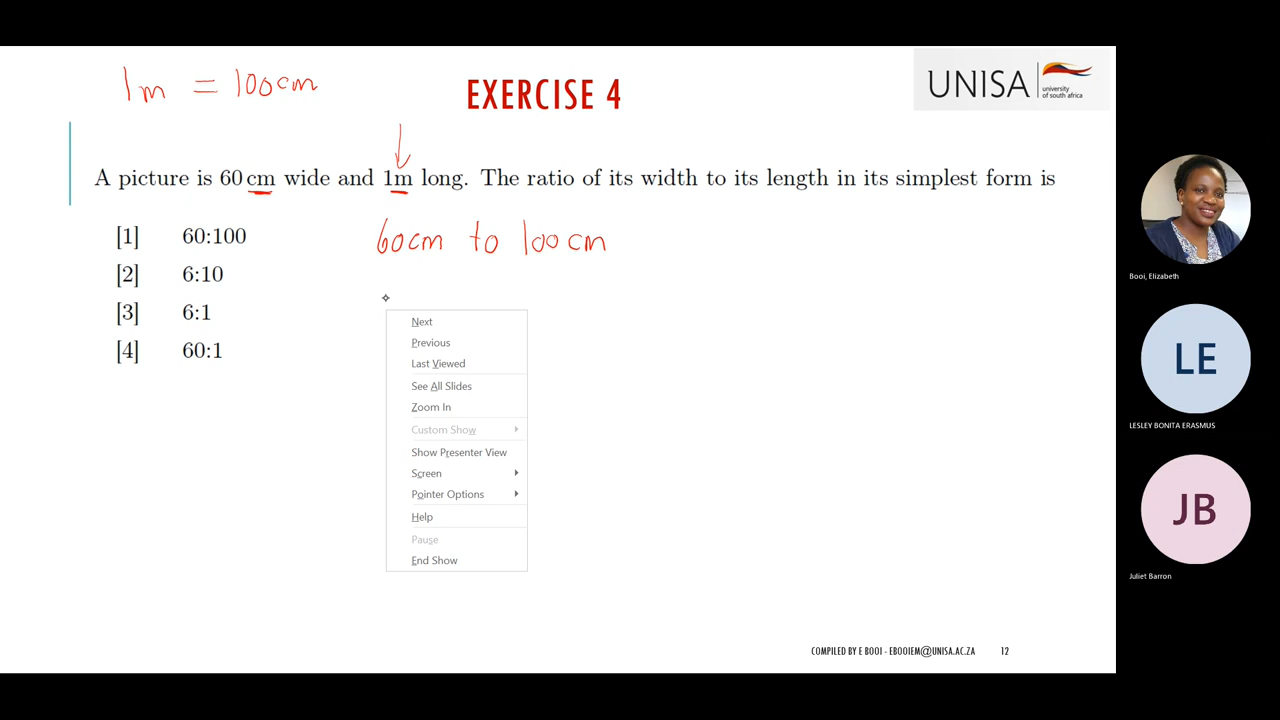 1m = 100cm
EXERCISE 4
UNISA
university
of south africa
A picture is 60 cm wide and 1m long. The ratio of its width to its length in its simplest form is
[1] 60:100
60cm to 100cm
[2] 6:10
[3] 6:1
[4] 60:1
Next
Previous
Last Viewed
See All Slides
Zoom In
Custom Show
Show Presenter View
Screen
Pointer Options
Help
Pause
End Show
COMPILED BY E BOOI - EBOOIEM@UNISA.AC.ZA 12
Booi, Elizabeth
LE
LESLEY BONITA ERASMUS
JB
Juliet Barron